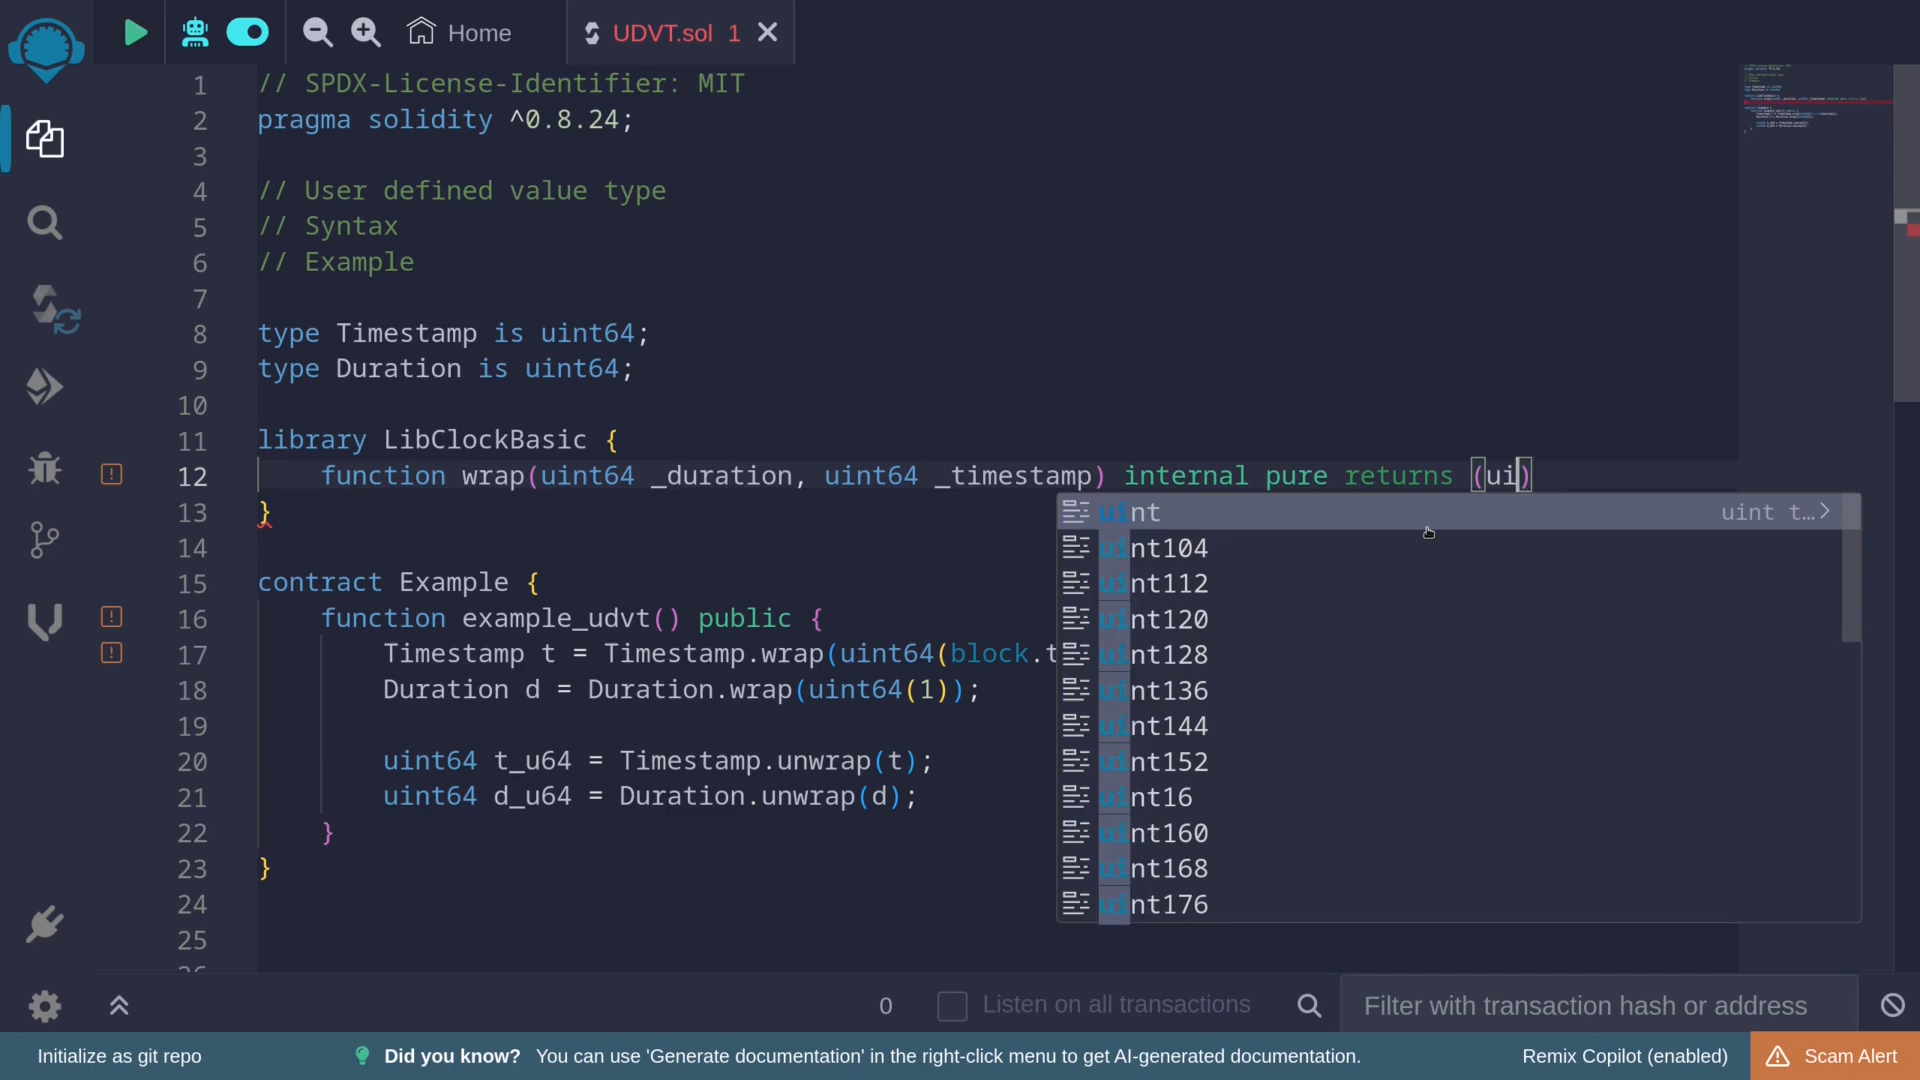 Home
UDVT.sol 1
1 // SPDX-License-Identifier: MIT
2 pragma solidity ^0.8.24;
3
4 // User defined value type
5 // Syntax
6 // Example
7
8 type Timestamp is uint64;
9 type Duration is uint64;
10
11 library LibClockBasic {
12 function wrap(uint64 _duration, uint64 _timestamp) internal pure returns (ui)
13 }
14
15 contract Example {
16 function example_udvt() public {
17 Timestamp t = Timestamp.wrap(uint64(block.t
18 Duration d = Duration.wrap(uint64(1));
19
20 uint64 t_u64 = Timestamp.unwrap(t);
21 uint64 d_u64 = Duration.unwrap(d);
22 }
23 }
24
25
26
uint uint t…
uint104
uint112
uint120
uint128
uint136
uint144
uint152
uint16
uint160
uint168
uint176
0 Listen on all transactions Filter with transaction hash or address
Initialize as git repo Did you know? You can use 'Generate documentation' in the right-click menu to get AI-generated documentation. Remix Copilot (enabled) Scam Alert